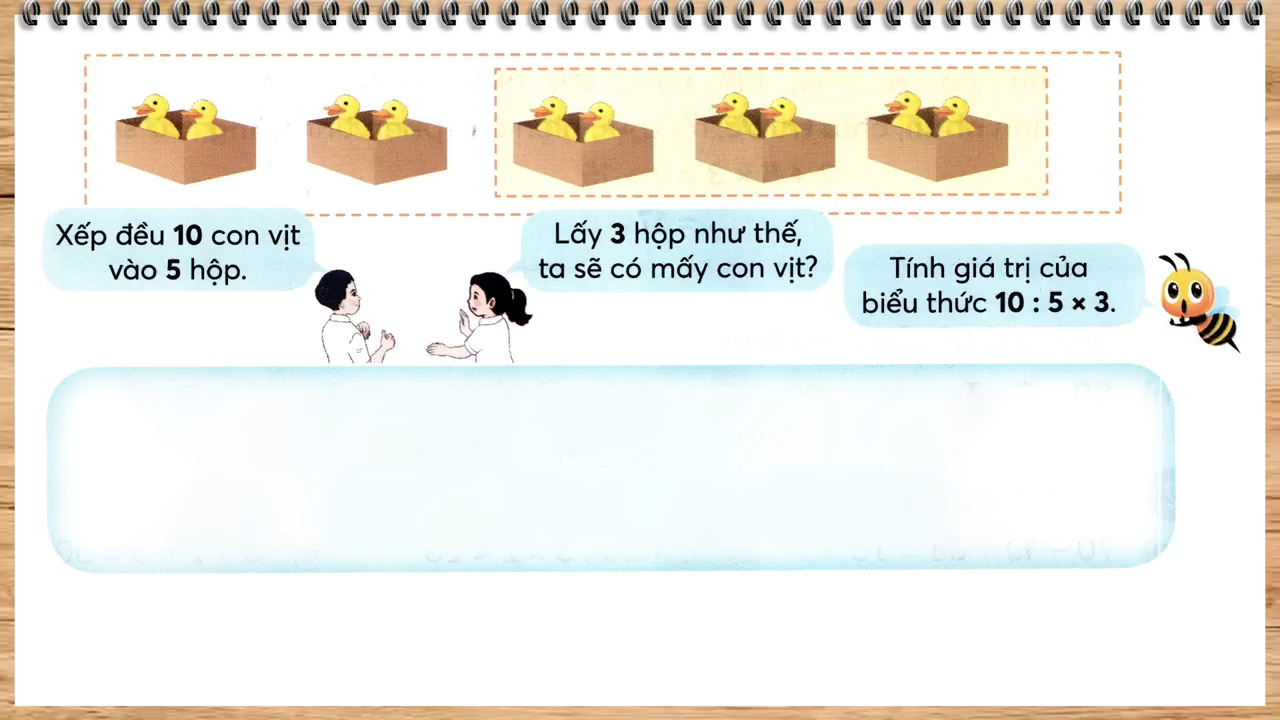 Xếp đều 10 con vịt
vào 5 hộp.
Lấy 3 hộp như thế,
ta sẽ có mấy con vịt?
Tính giá trị của
biểu thức 10 : 5 × 3.